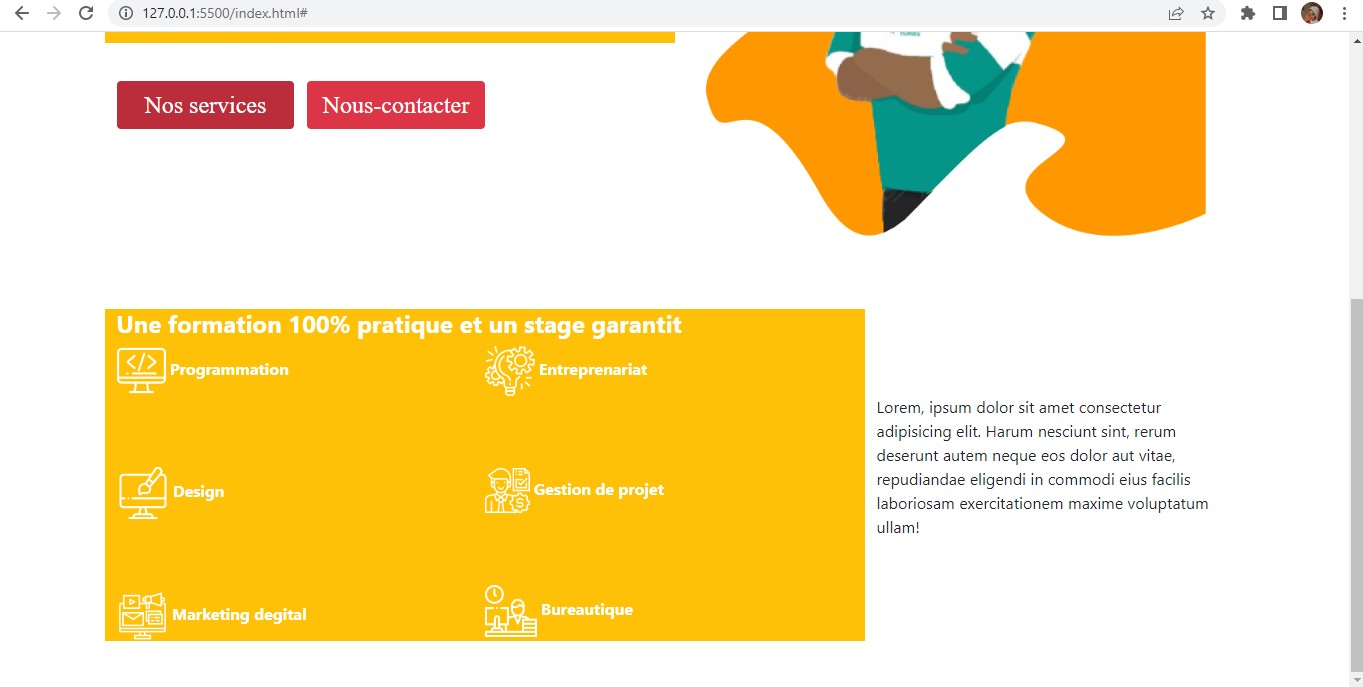 127.0.0.1:5500/index.html#
Nos services
Nous-contacter
Une formation 100% pratique et un stage garantit
Programmation
Entreprenariat
Design
Gestion de projet
Marketing degital
Bureautique
Lorem, ipsum dolor sit amet consectetur
adipisicing elit. Harum nesciunt sint, rerum
deserunt autem neque eos dolor aut vitae,
repudiandae eligendi in commodi eius facilis
laboriosam exercitationem maxime voluptatum
ullam!